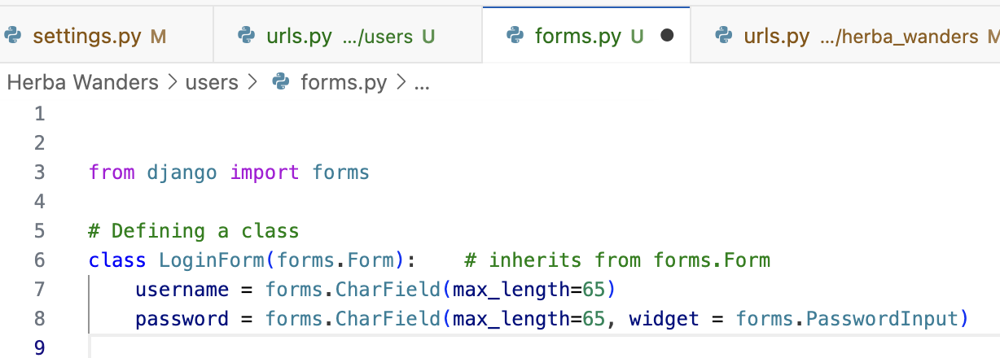 settings.py M urls.py .../users U forms.py U urls.py .../herba_wanders M
Herba Wanders > users > forms.py > ...
1
2
3 from django import forms
4
5 # Defining a class
6 class LoginForm(forms.Form):    # inherits from forms.Form
7     username = forms.CharField(max_length=65)
8     password = forms.CharField(max_length=65, widget = forms.PasswordInput)
9